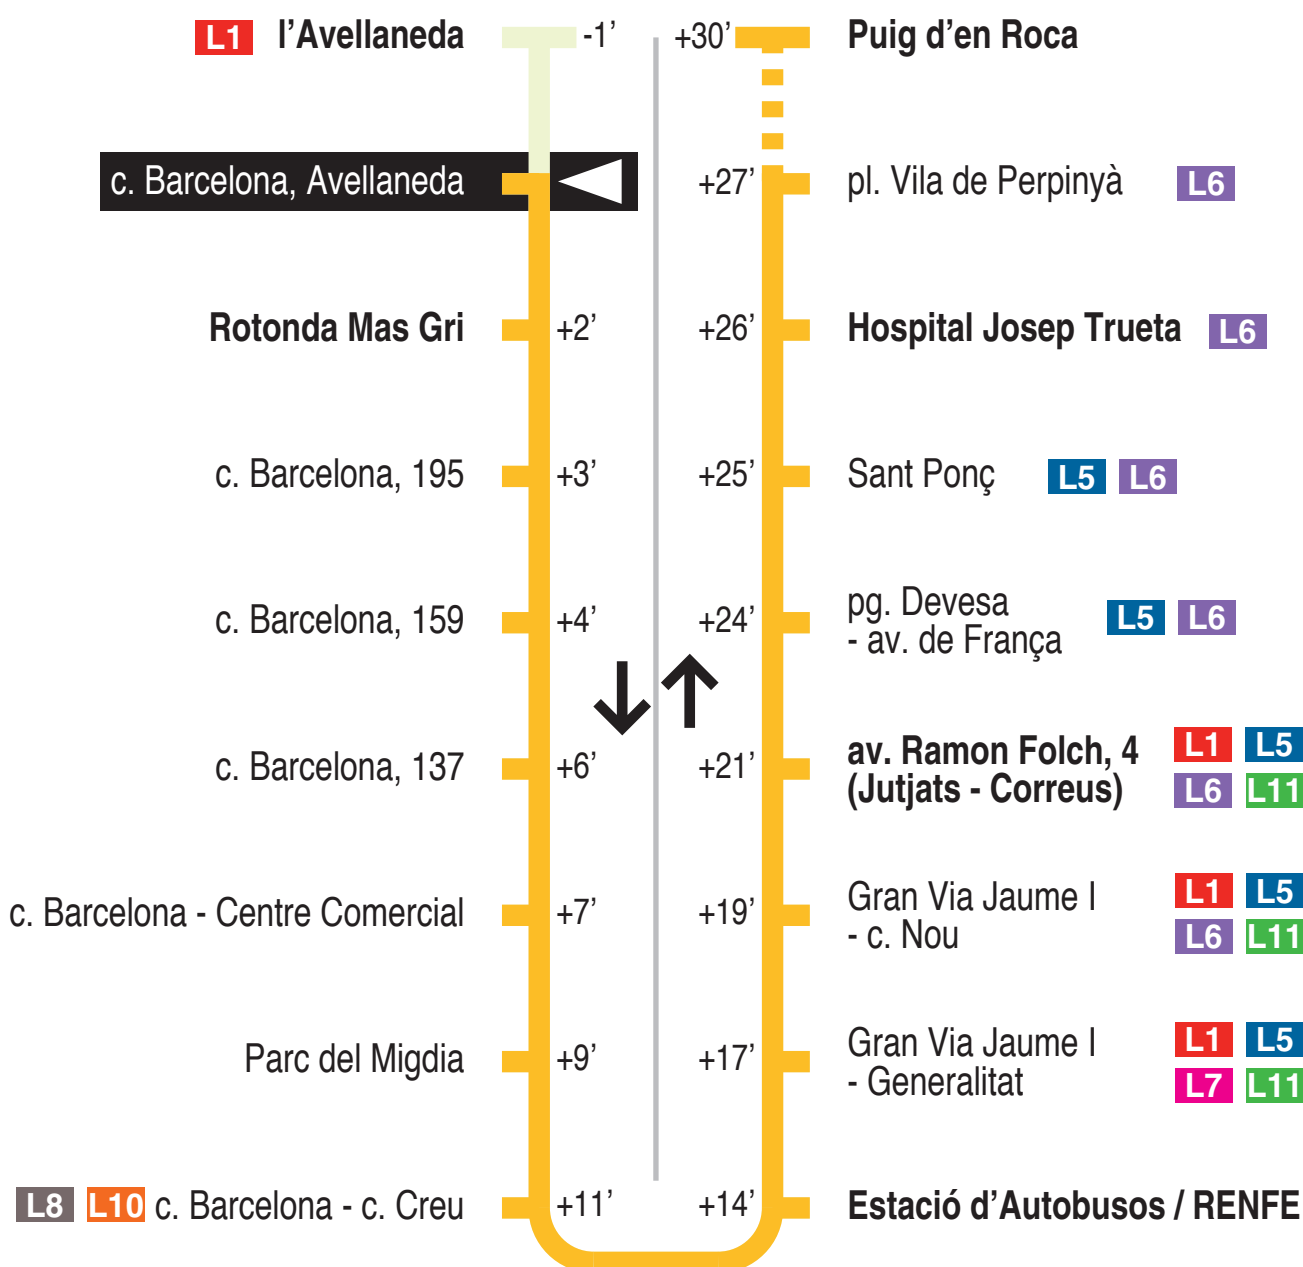 L1 l’Avellaneda -1’
c. Barcelona, Avellaneda
Rotonda Mas Gri +2’
c. Barcelona, 195 +3’
c. Barcelona, 159 +4’
c. Barcelona, 137 +6’
c. Barcelona - Centre Comercial +7’
Parc del Migdia +9’
L8 L10 c. Barcelona - c. Creu +11’
+30’ Puig d’en Roca
+27’ pl. Vila de Perpinyà L6
+26’ Hospital Josep Trueta L6
+25’ Sant Ponç L5 L6
+24’ pg. Devesa
- av. de França L5 L6
+21’ av. Ramon Folch, 4 L1 L5
(Jutjats - Correus) L6 L11
+19’ Gran Via Jaume I L1 L5
- c. Nou L6 L11
+17’ Gran Via Jaume I L1 L5
- Generalitat L7 L11
+14’ Estació d’Autobusos / RENFE